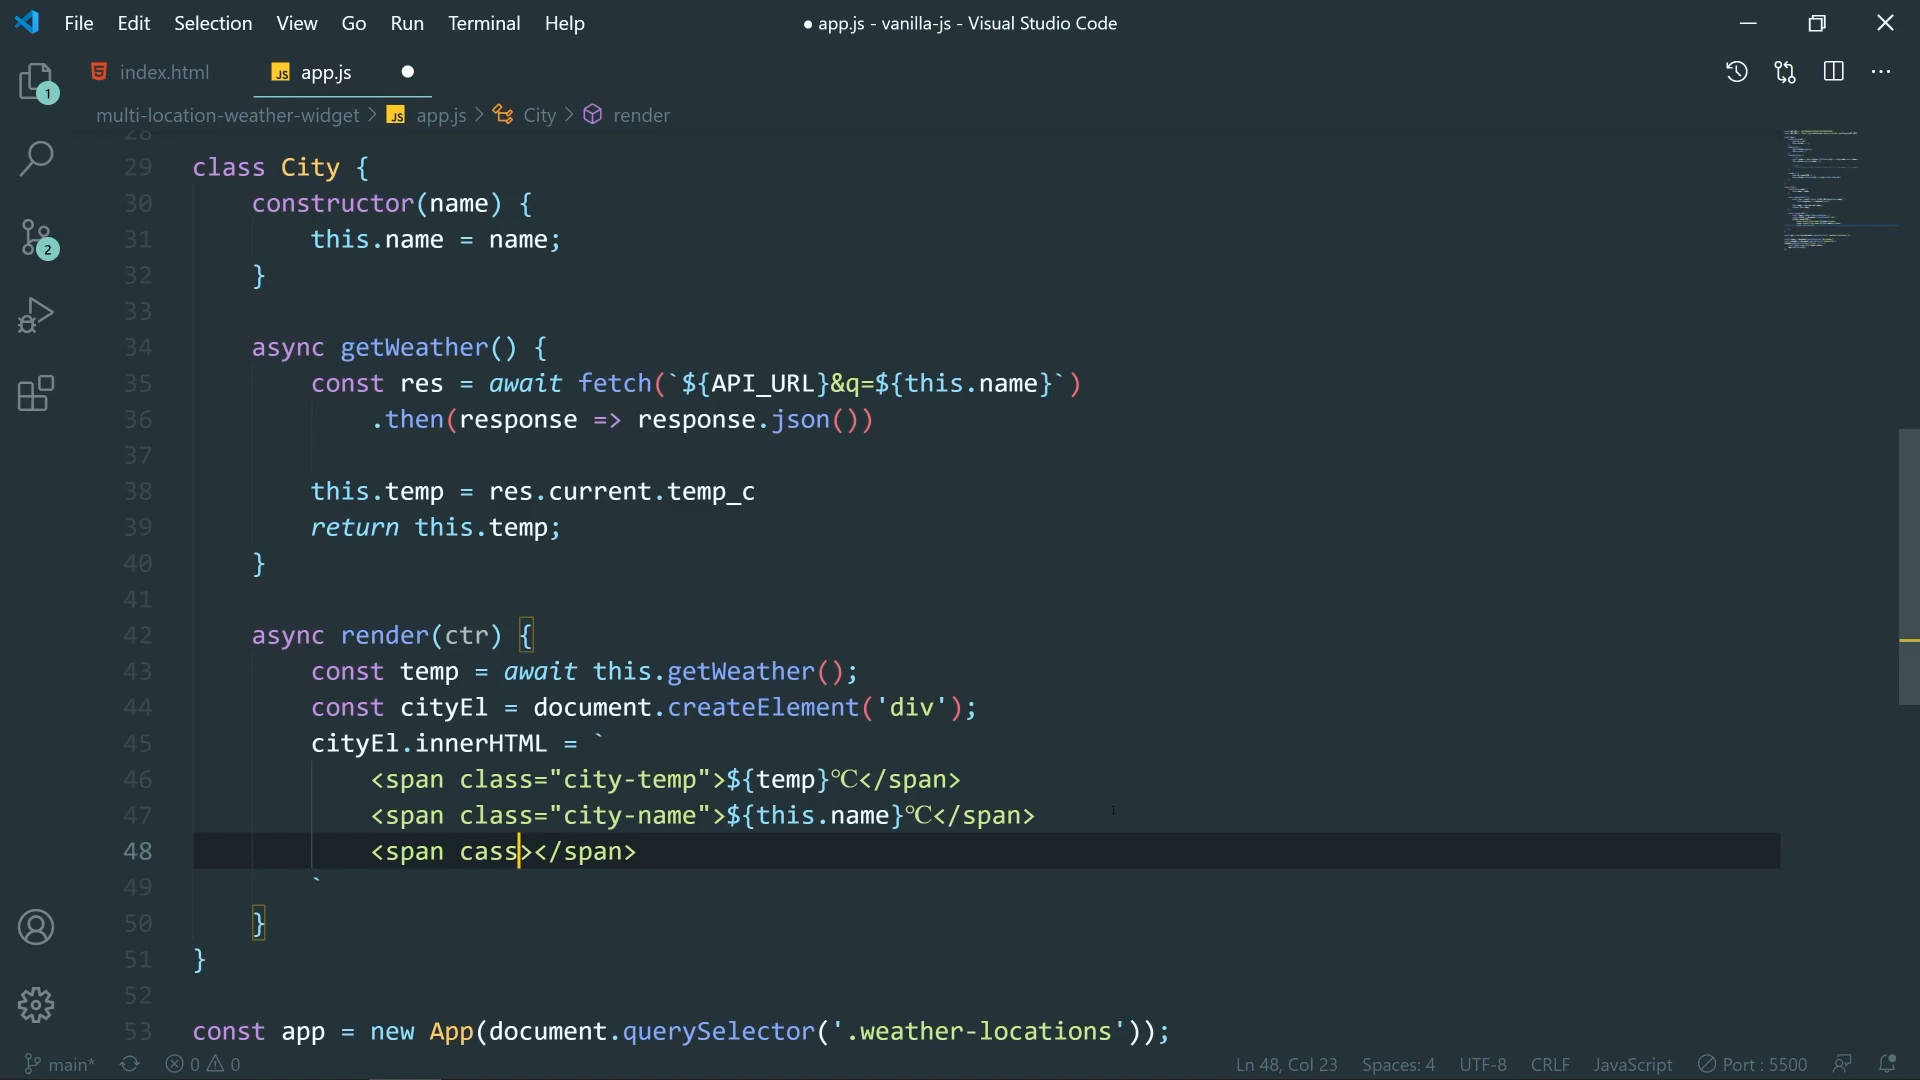 File Edit Selection View Go Run Terminal Help
● app.js - vanilla-js - Visual Studio Code
index.html
JS app.js
multi-location-weather-widget > JS app.js > City > render
1
2
28
29 class City {
30 constructor(name) {
31 this.name = name;
32 }
33
34 async getWeather() {
35 const res = await fetch(`${API_URL}&q=${this.name}`)
36 .then(response => response.json())
37
38 this.temp = res.current.temp_c
39 return this.temp;
40 }
41
42 async render(ctr) {
43 const temp = await this.getWeather();
44 const cityEl = document.createElement('div');
45 cityEl.innerHTML = `
46 <span class="city-temp">${temp}℃</span>
47 <span class="city-name">${this.name}℃</span>
48 <span cass></span>
49 `
50 }
51 }
52
53 const app = new App(document.querySelector('.weather-locations'));
main* 0 0 Ln 48, Col 23 Spaces: 4 UTF-8 CRLF JavaScript Port : 5500